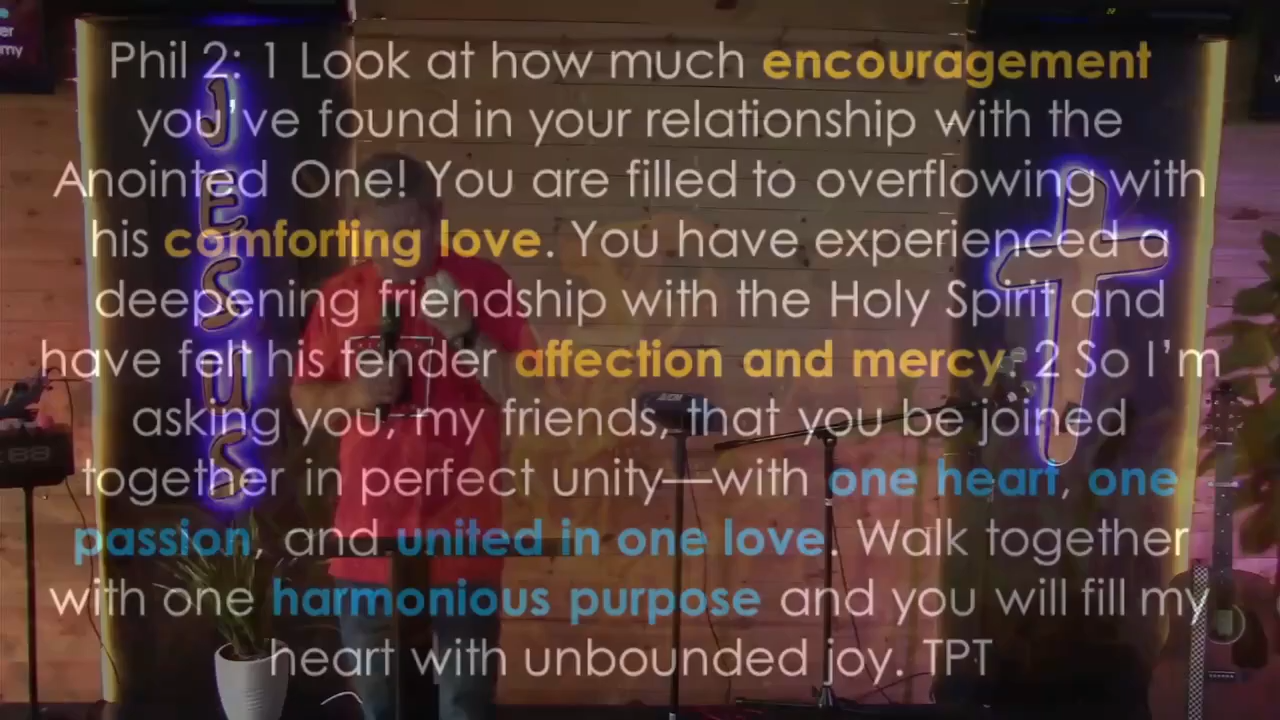 Phil 2: 1 Look at how much encouragement
you've found in your relationship with the
Anointed One! You are filled to overflowing with
his comforting love. You have experienced a
deepening friendship with the Holy Spirit and
have felt his tender affection and mercy. 2 So I’m
asking you, my friends, that you be joined
together in perfect unity—with one heart, one
passion, and united in one love. Walk together
with one harmonious purpose and you will fill my
heart with unbounded joy. TPT
JESUS
:88
er
my